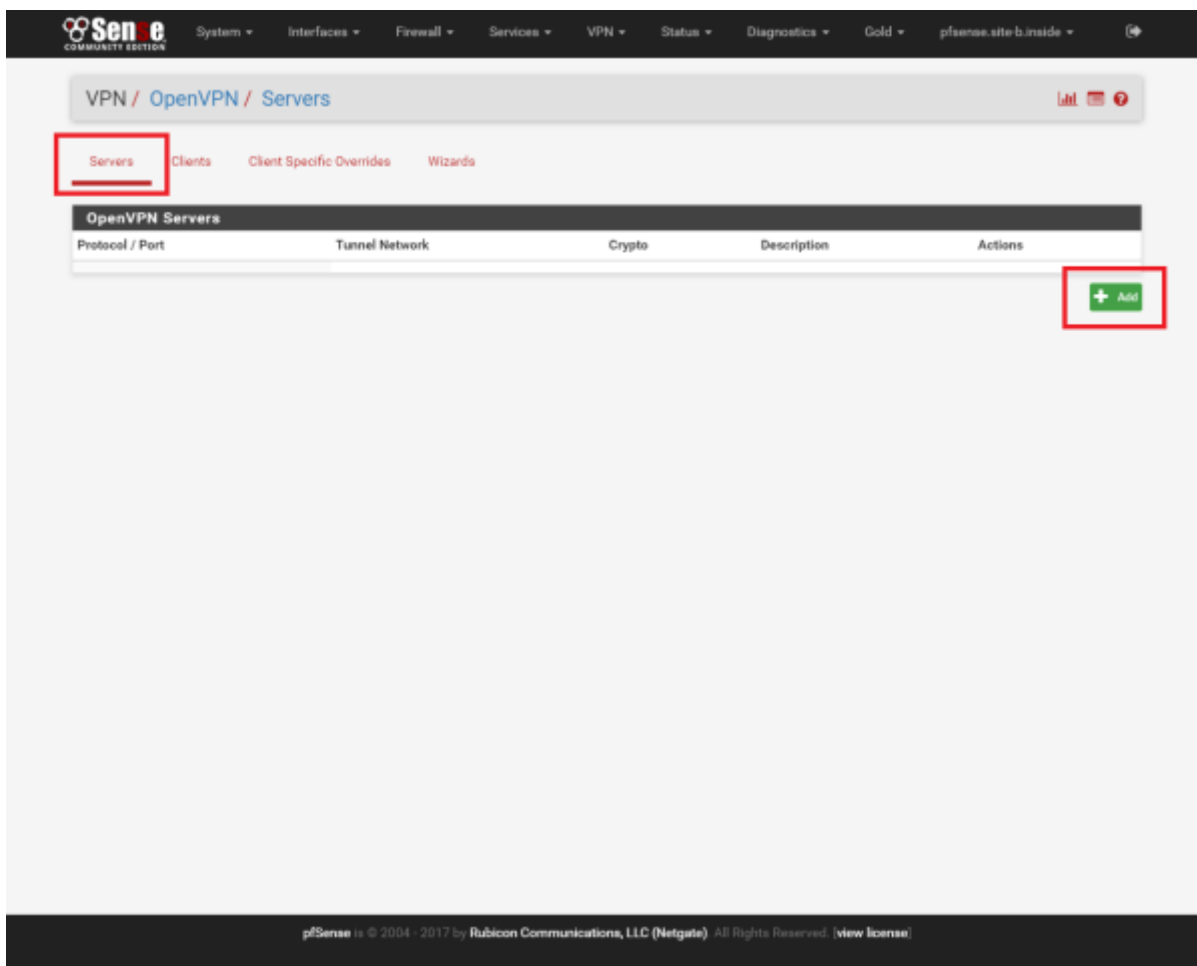 Sense
COMMUNITY EDITION
System Interfaces Firewall Services VPN Status Diagnostics Gold pfsense.site-b.inside
VPN / OpenVPN / Servers
Servers Clients Client Specific Overrides Wizards
OpenVPN Servers
Protocol / Port Tunnel Network Crypto Description Actions
+ Add
pfSense is © 2004 - 2017 by Rubicon Communications, LLC (Netgate). All Rights Reserved. [view license]